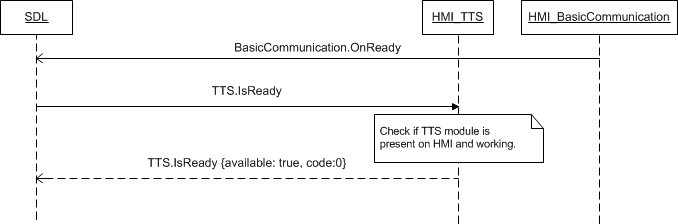 SDL
HMI_TTS
HMI_BasicCommunication
BasicCommunication.OnReady
TTS.IsReady
Check if TTS module is
present on HMI and working.
TTS.IsReady {available: true, code:0}